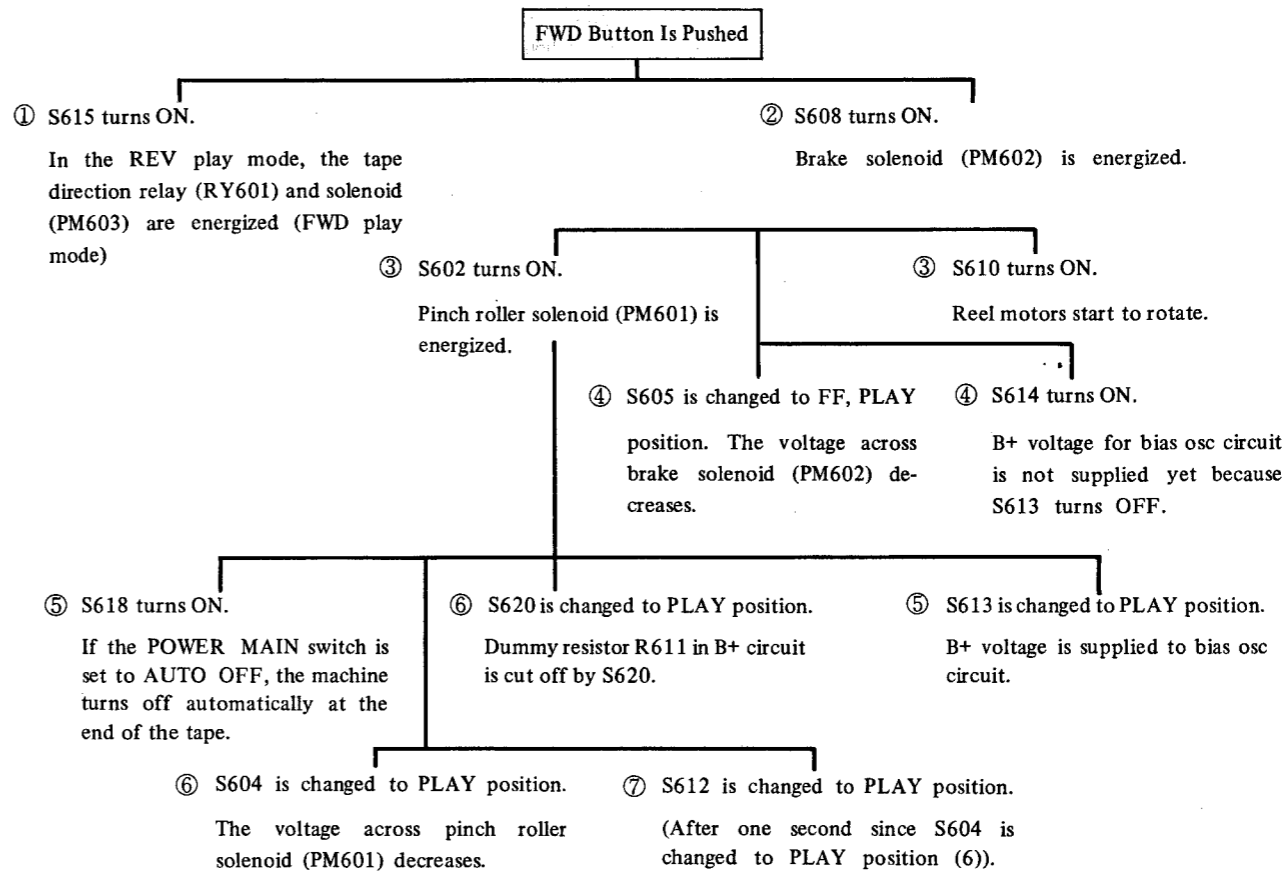 FWD Button Is Pushed
① S615 turns ON.
In the REV play mode, the tape
direction relay (RY601) and solenoid
(PM603) are energized (FWD play
mode)
② S608 turns ON.
Brake solenoid (PM602) is energized.
③ S602 turns ON.
Pinch roller solenoid (PM601) is
energized.
③ S610 turns ON.
Reel motors start to rotate.
④ S605 is changed to FF, PLAY
position. The voltage across
brake solenoid (PM602) de-
creases.
④ S614 turns ON.
B+ voltage for bias osc circuit
is not supplied yet because
S613 turns OFF.
⑤ S618 turns ON.
If the POWER MAIN switch is
set to AUTO OFF, the machine
turns off automatically at the
end of the tape.
⑥ S620 is changed to PLAY position.
Dummy resistor R611 in B+ circuit
is cut off by S620.
⑤ S613 is changed to PLAY position.
B+ voltage is supplied to bias osc
circuit.
⑥ S604 is changed to PLAY position.
The voltage across pinch roller
solenoid (PM601) decreases.
⑦ S612 is changed to PLAY position.
(After one second since S604 is
changed to PLAY position (6)).